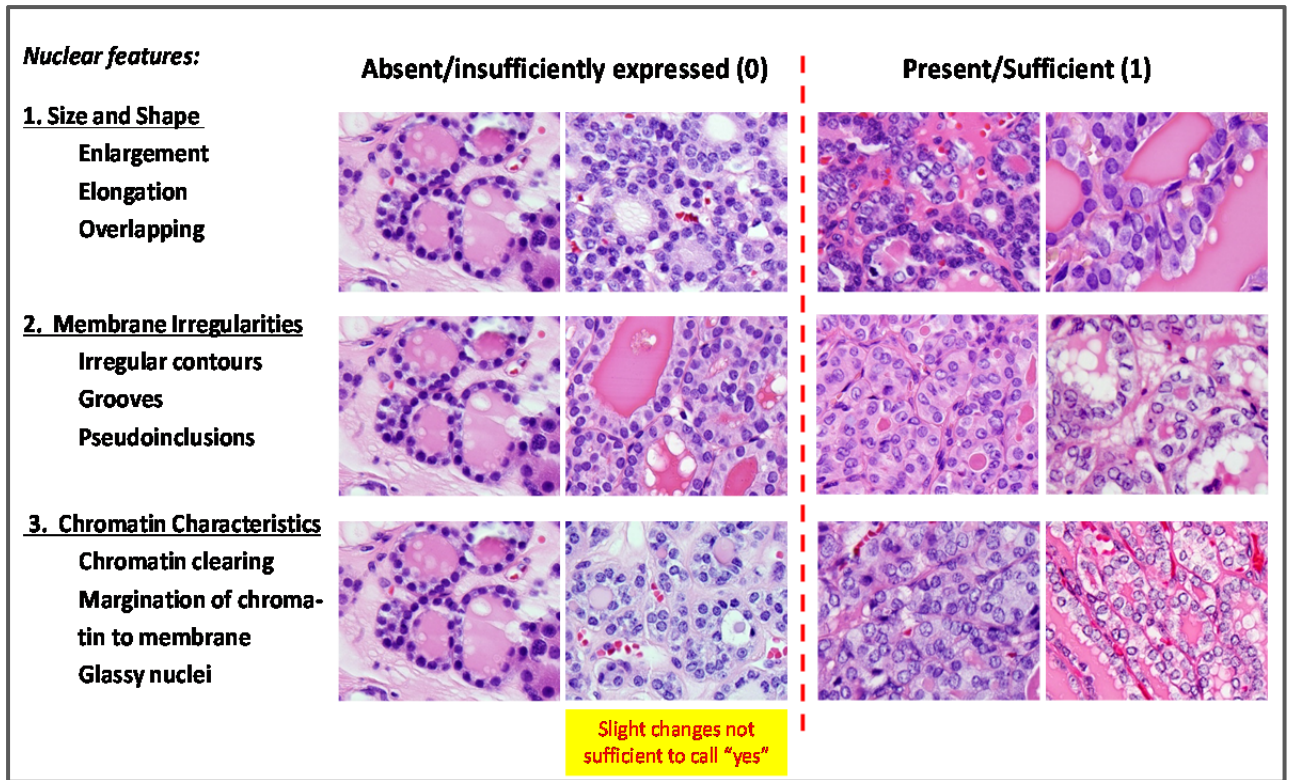 Nuclear features:
Absent/insufficiently expressed (0)
Present/Sufficient (1)
1. Size and Shape
Enlargement
Elongation
Overlapping
2. Membrane Irregularities
Irregular contours
Grooves
Pseudoinclusions
3. Chromatin Characteristics
Chromatin clearing
Margination of chroma-
tin to membrane
Glassy nuclei
Slight changes not
sufficient to call “yes”